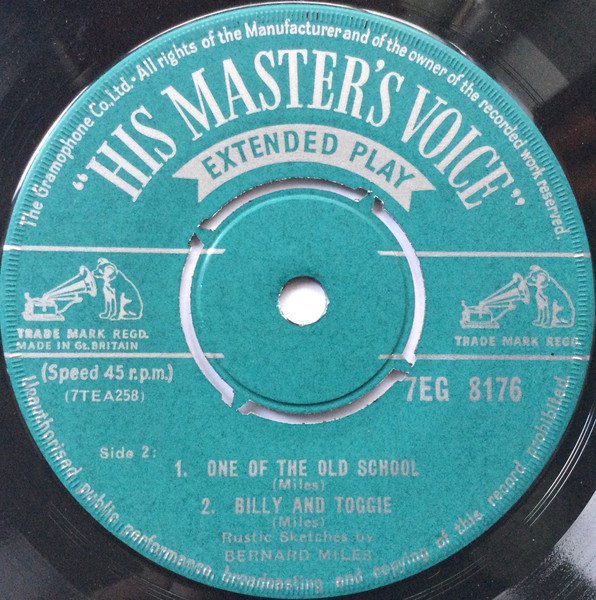 The Gramophone Co. Ltd. · All rights of the Manufacturer and of the owner of the recorded work reserved.
"HIS MASTER'S VOICE"
EXTENDED PLAY
TRADE MARK REGD.
MADE IN GT. BRITAIN
TRADE MARK REGD.
(Speed 45 r.p.m.)
(7TEA258)
7EG 8176
Side 2:
1. ONE OF THE OLD SCHOOL
(Miles)
2. BILLY AND TOGGIE
(Miles)
Rustic Sketches by
BERNARD MILES
Unauthorised public performance, broadcasting and copying of this record prohibited.